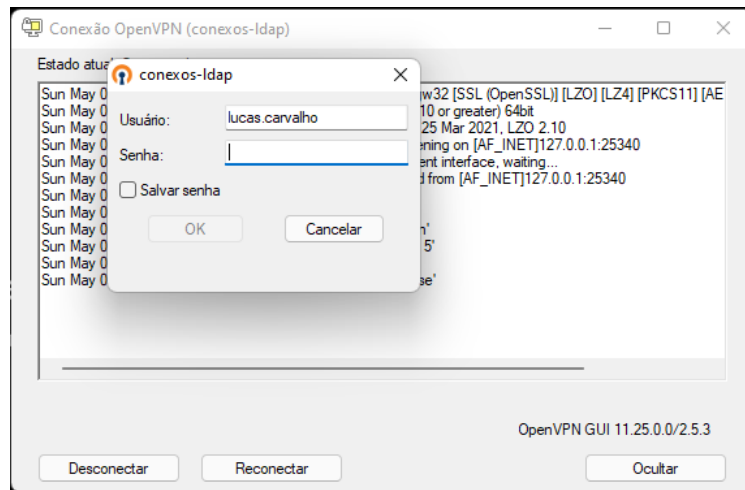 Conexão OpenVPN (conexos-ldap)
Estado atua
conexos-ldap
Usuário:
lucas.carvalho
Senha:
Salvar senha
OK
Cancelar
Sun May 0
w32 [SSL (OpenSSL)] [LZO] [LZ4] [PKCS11] [AE
Sun May 0
10 or greater) 64bit
Sun May 0
25 Mar 2021, LZO 2.10
Sun May 0
ening on [AF_INET]127.0.0.1:25340
Sun May 0
ent interface, waiting...
Sun May 0
d from [AF_INET]127.0.0.1:25340
Sun May 0
Sun May 0
Sun May 0
n'
Sun May 0
5'
Sun May 0
Sun May 0
se'
OpenVPN GUI 11.25.0.0/2.5.3
Desconectar
Reconectar
Ocultar